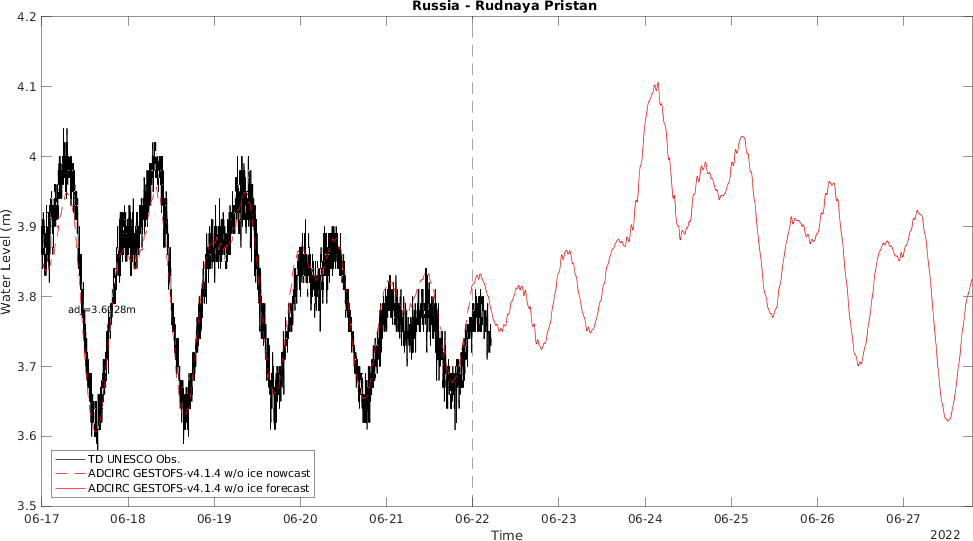 Russia - Rudnaya Pristan
4.2
4.1
4
3.9
3.8
3.7
3.6
3.5
Water Level (m)
adj=3.6028m
TD UNESCO Obs.
ADCIRC GESTOFS-v4.1.4 w/o ice nowcast
ADCIRC GESTOFS-v4.1.4 w/o ice forecast
06-17 06-18 06-19 06-20 06-21 06-22 06-23 06-24 06-25 06-26 06-27
Time
2022